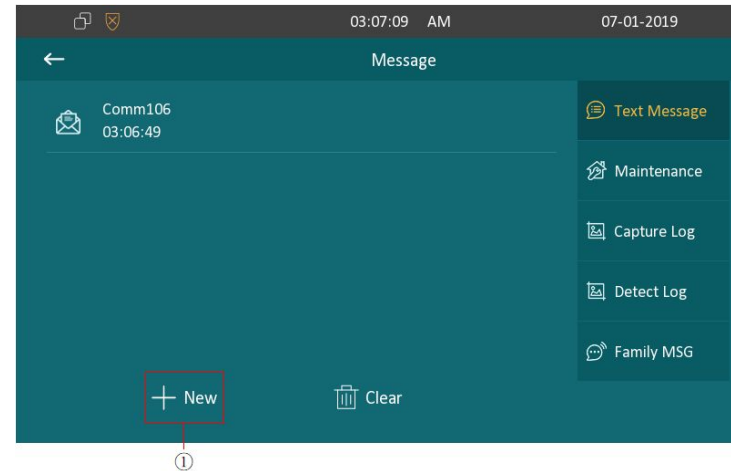 03:07:09 AM 07-01-2019
Message
Comm106
03:06:49
Text Message
Maintenance
Capture Log
Detect Log
Family MSG
New
Clear
①